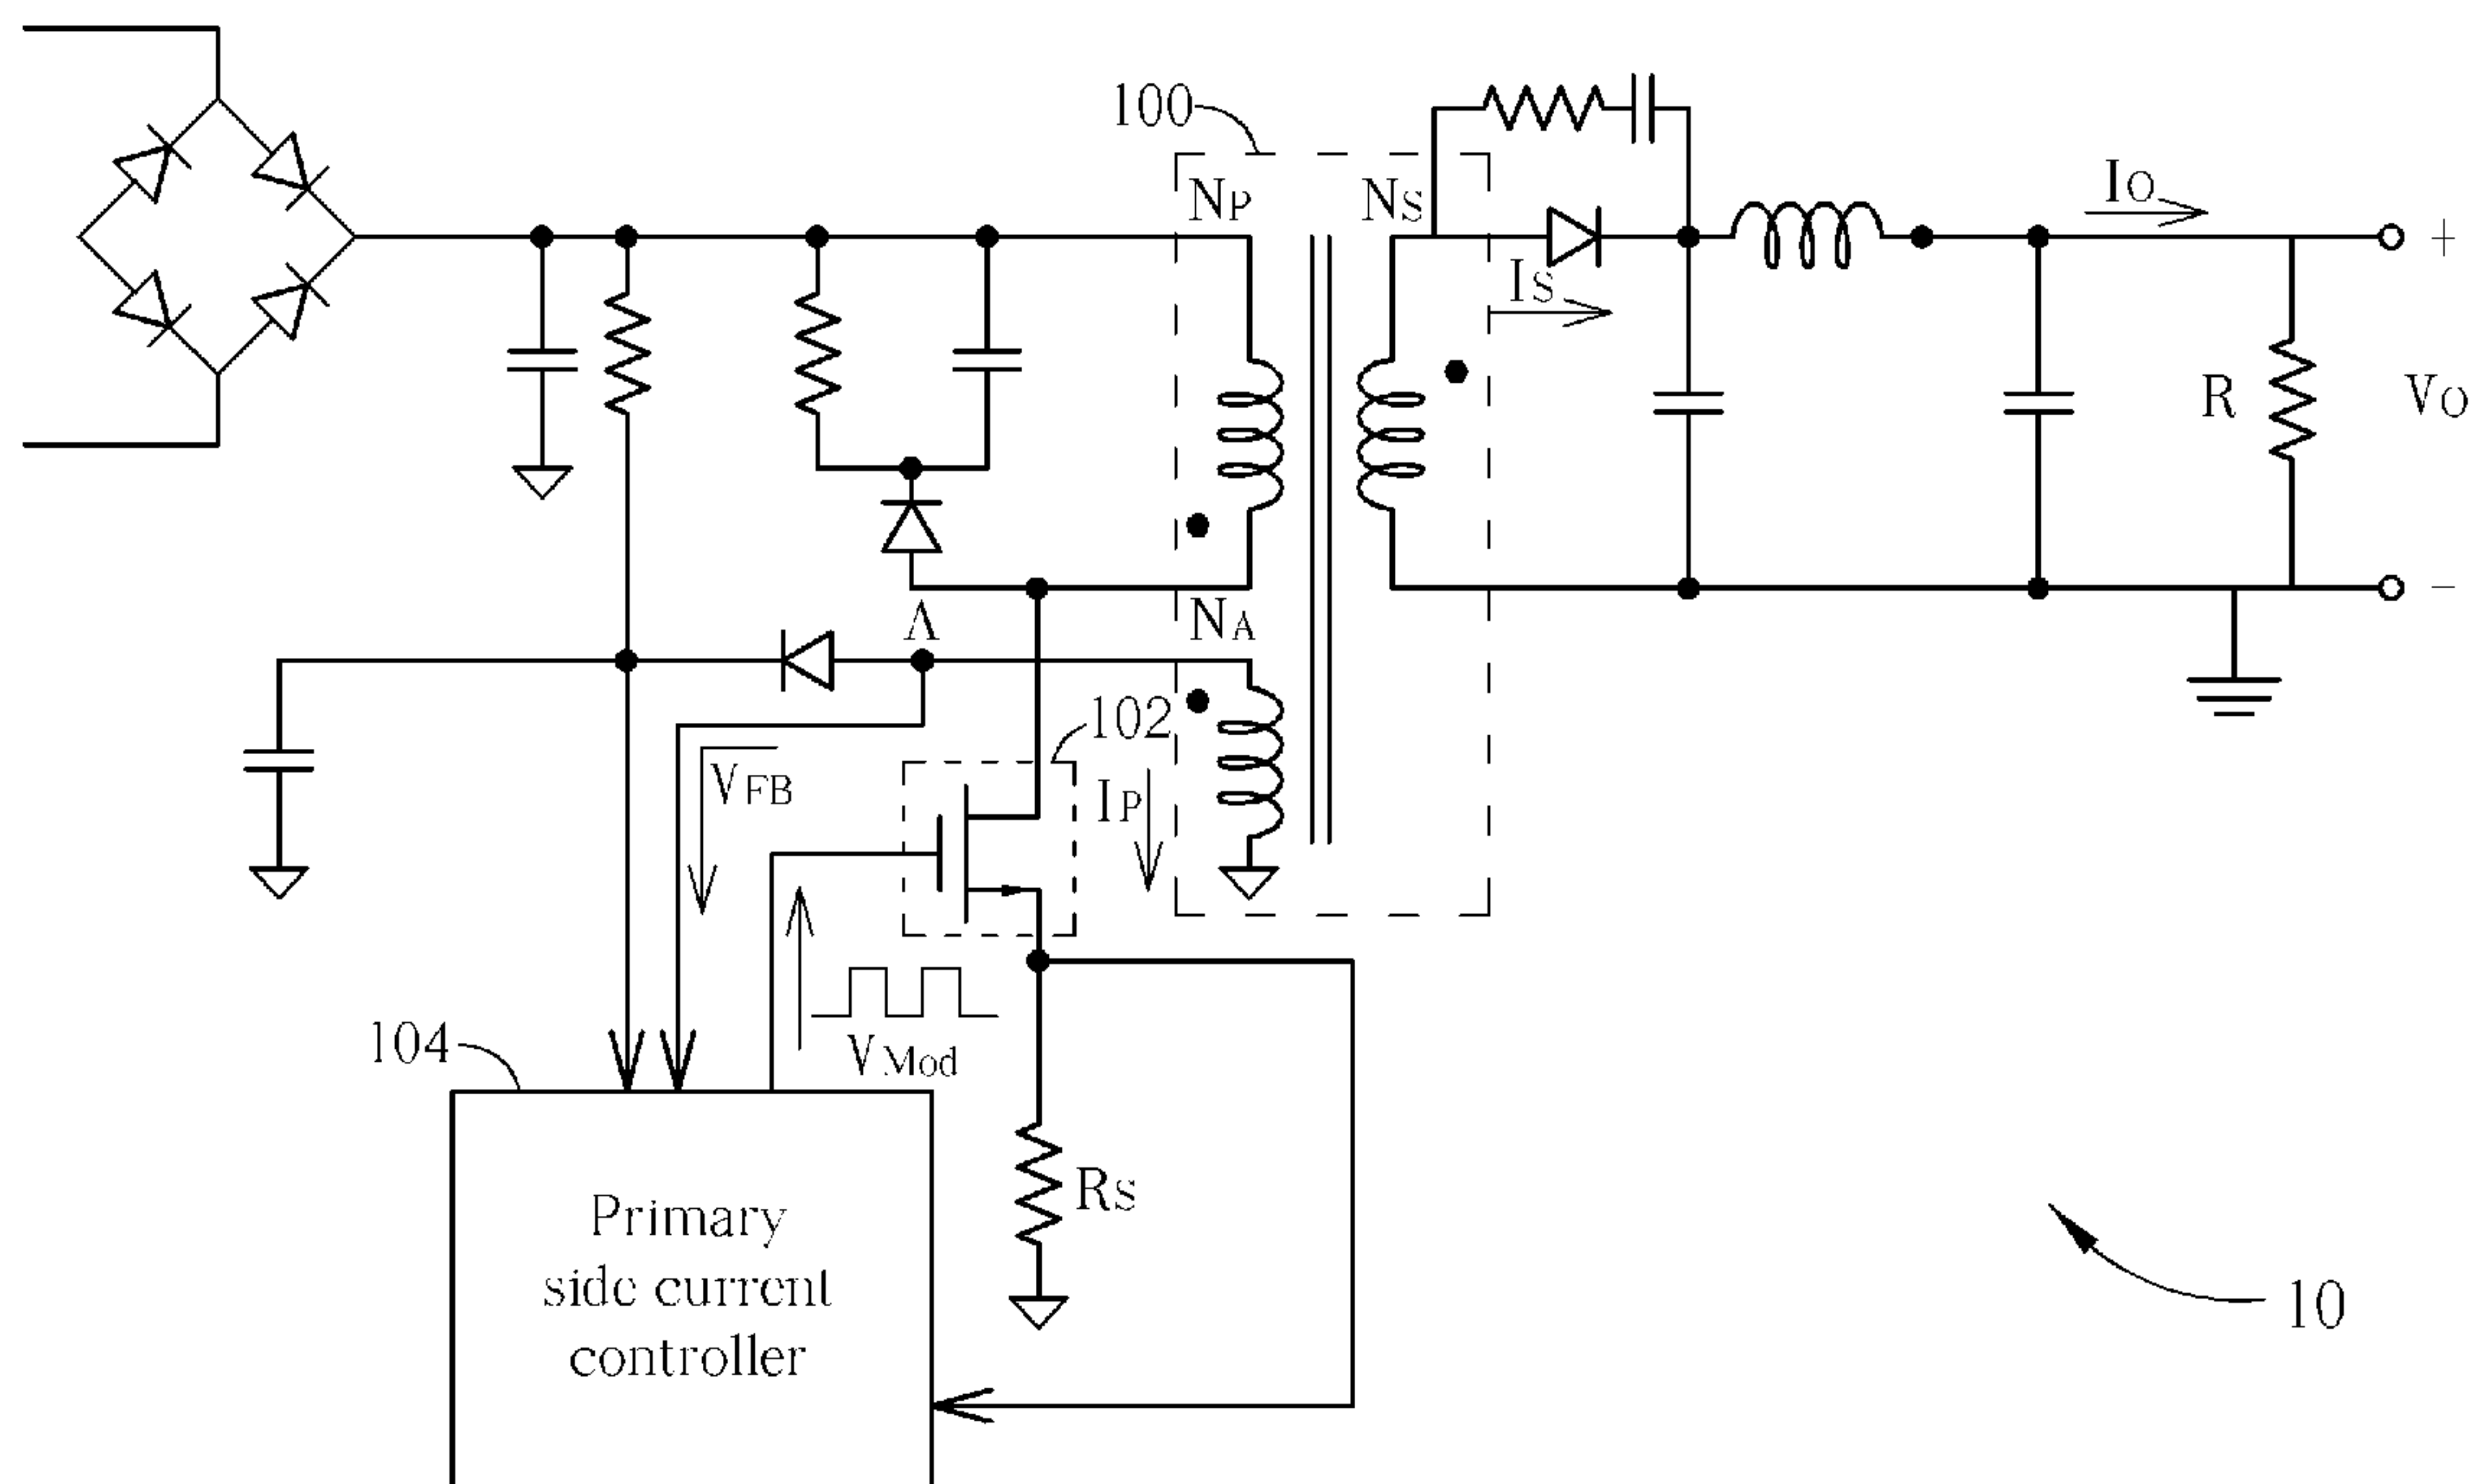 100
NP
NS
IO
+
IS
R
VO
A
NA
−
102
VFB
IP
104
VMod
RS
Primary
side current
controller
10